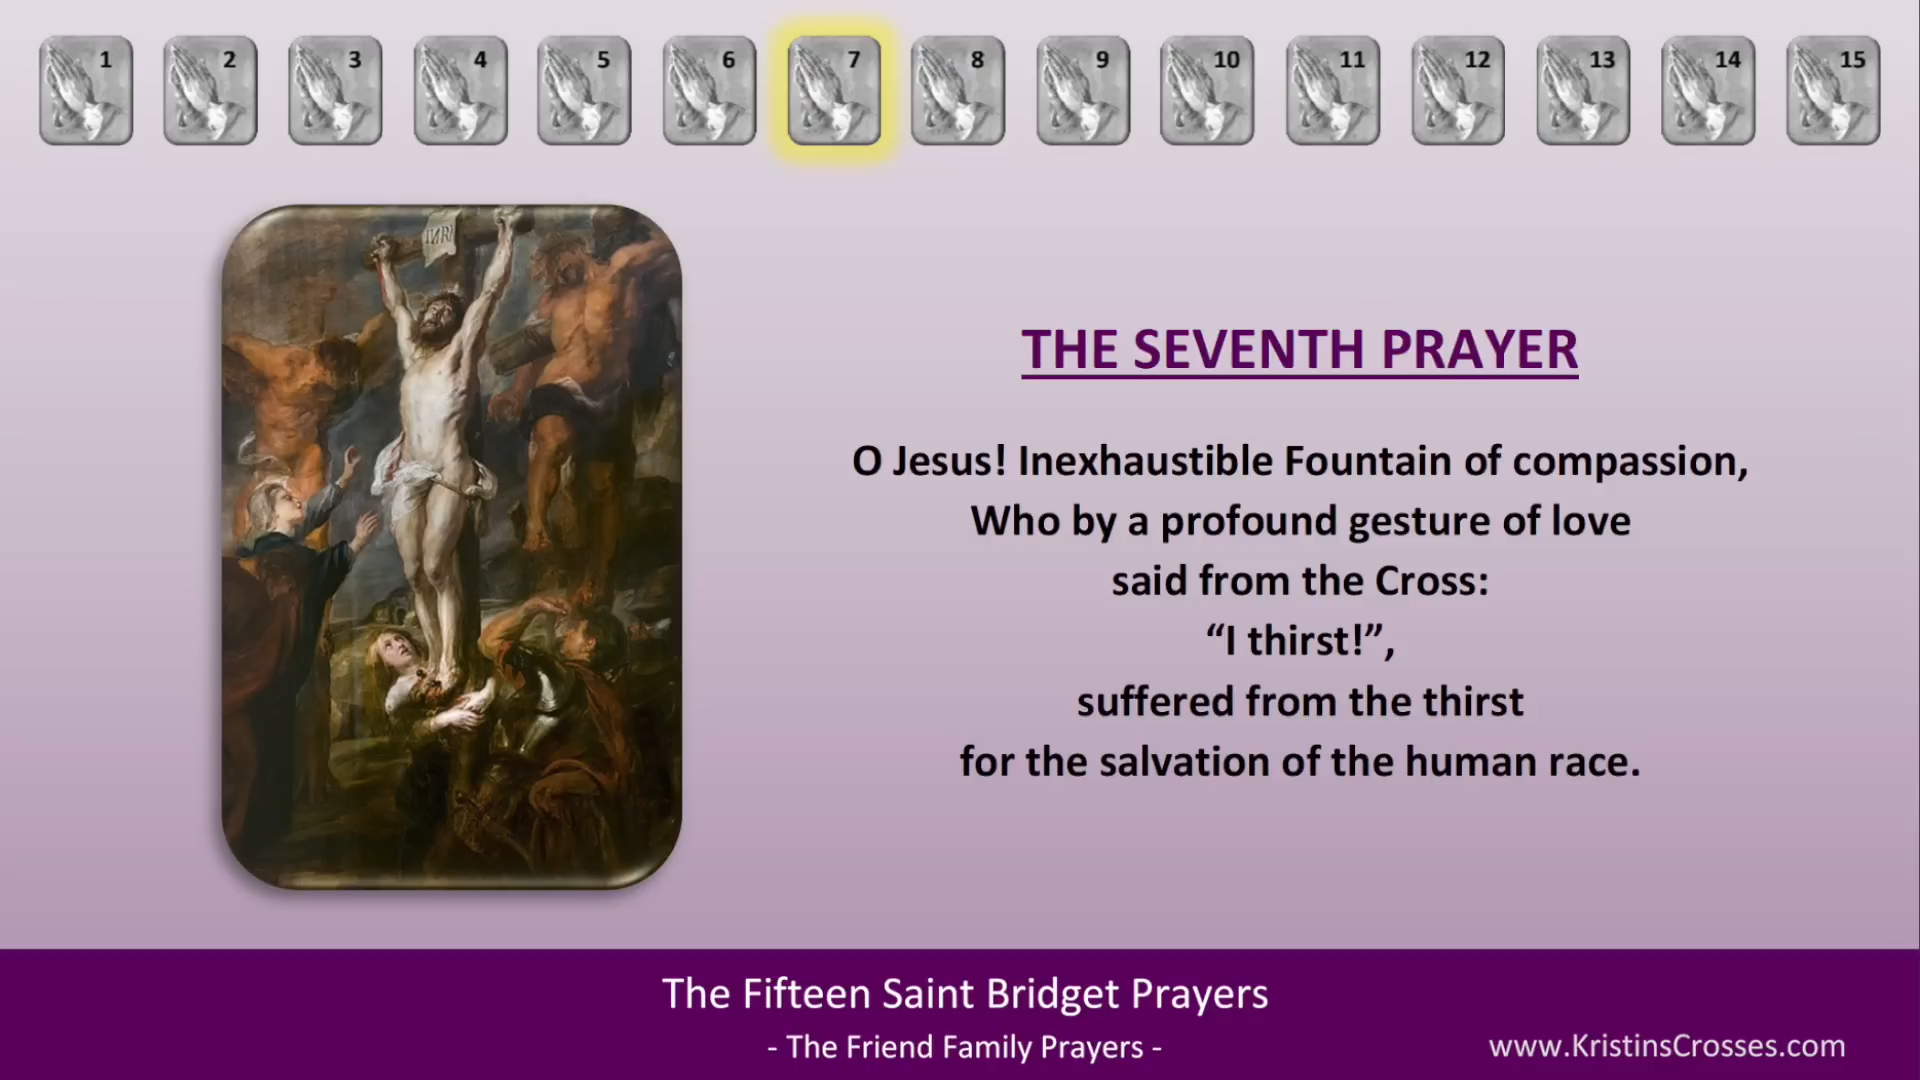 1 2 3 4 5 6 7 8 9 10 11 12 13 14 15
INRI
THE SEVENTH PRAYER
O Jesus! Inexhaustible Fountain of compassion,
Who by a profound gesture of love
said from the Cross:
“I thirst!”,
suffered from the thirst
for the salvation of the human race.
The Fifteen Saint Bridget Prayers
- The Friend Family Prayers -
www.KristinsCrosses.com